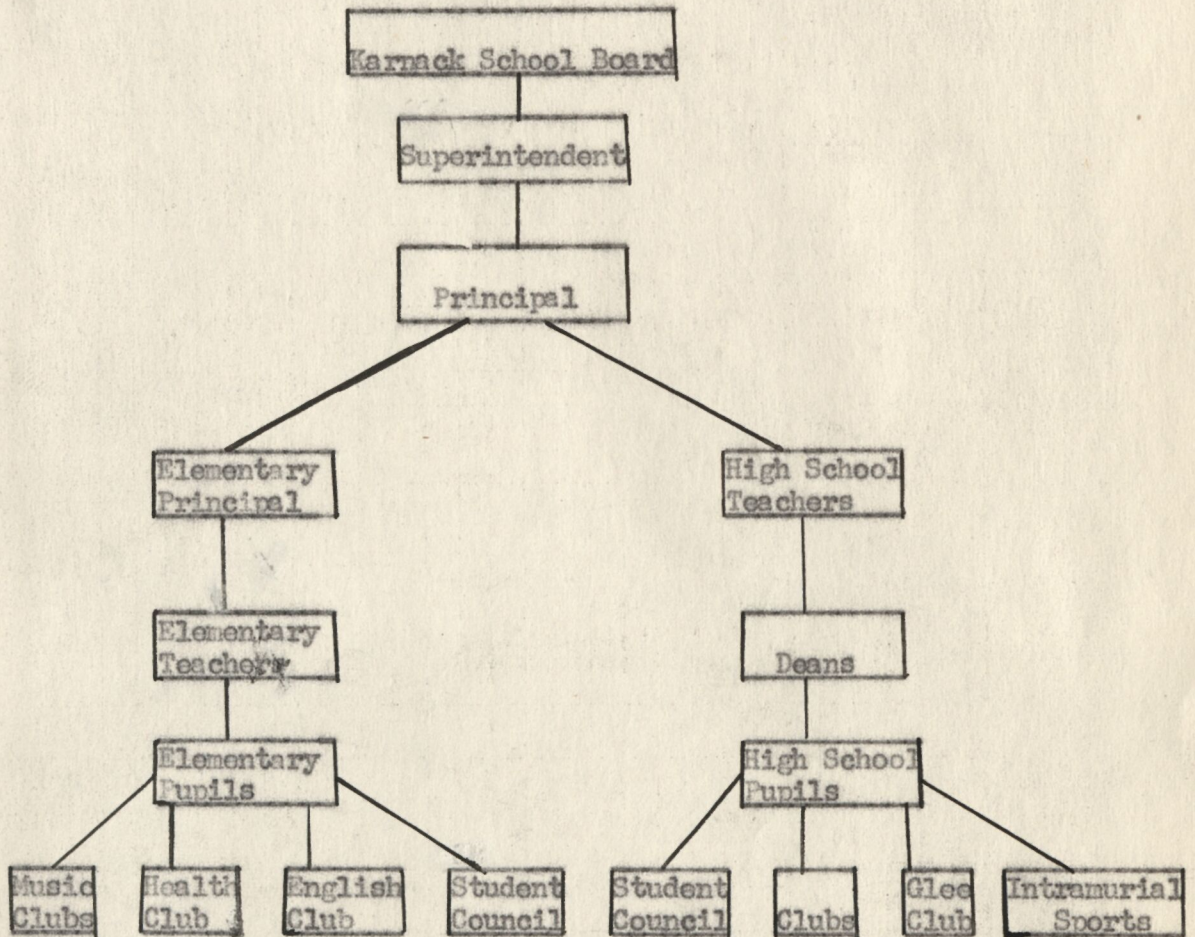 Karnack School Board
Superintendent
Principal
Elementary
Principal
High School
Teachers
Elementary
Teachers
Deans
Elementary
Pupils
High School
Pupils
Music
Clubs
Health
Club
English
Club
Student
Council
Student
Council
Clubs
Glee
Club
Intramurial
Sports